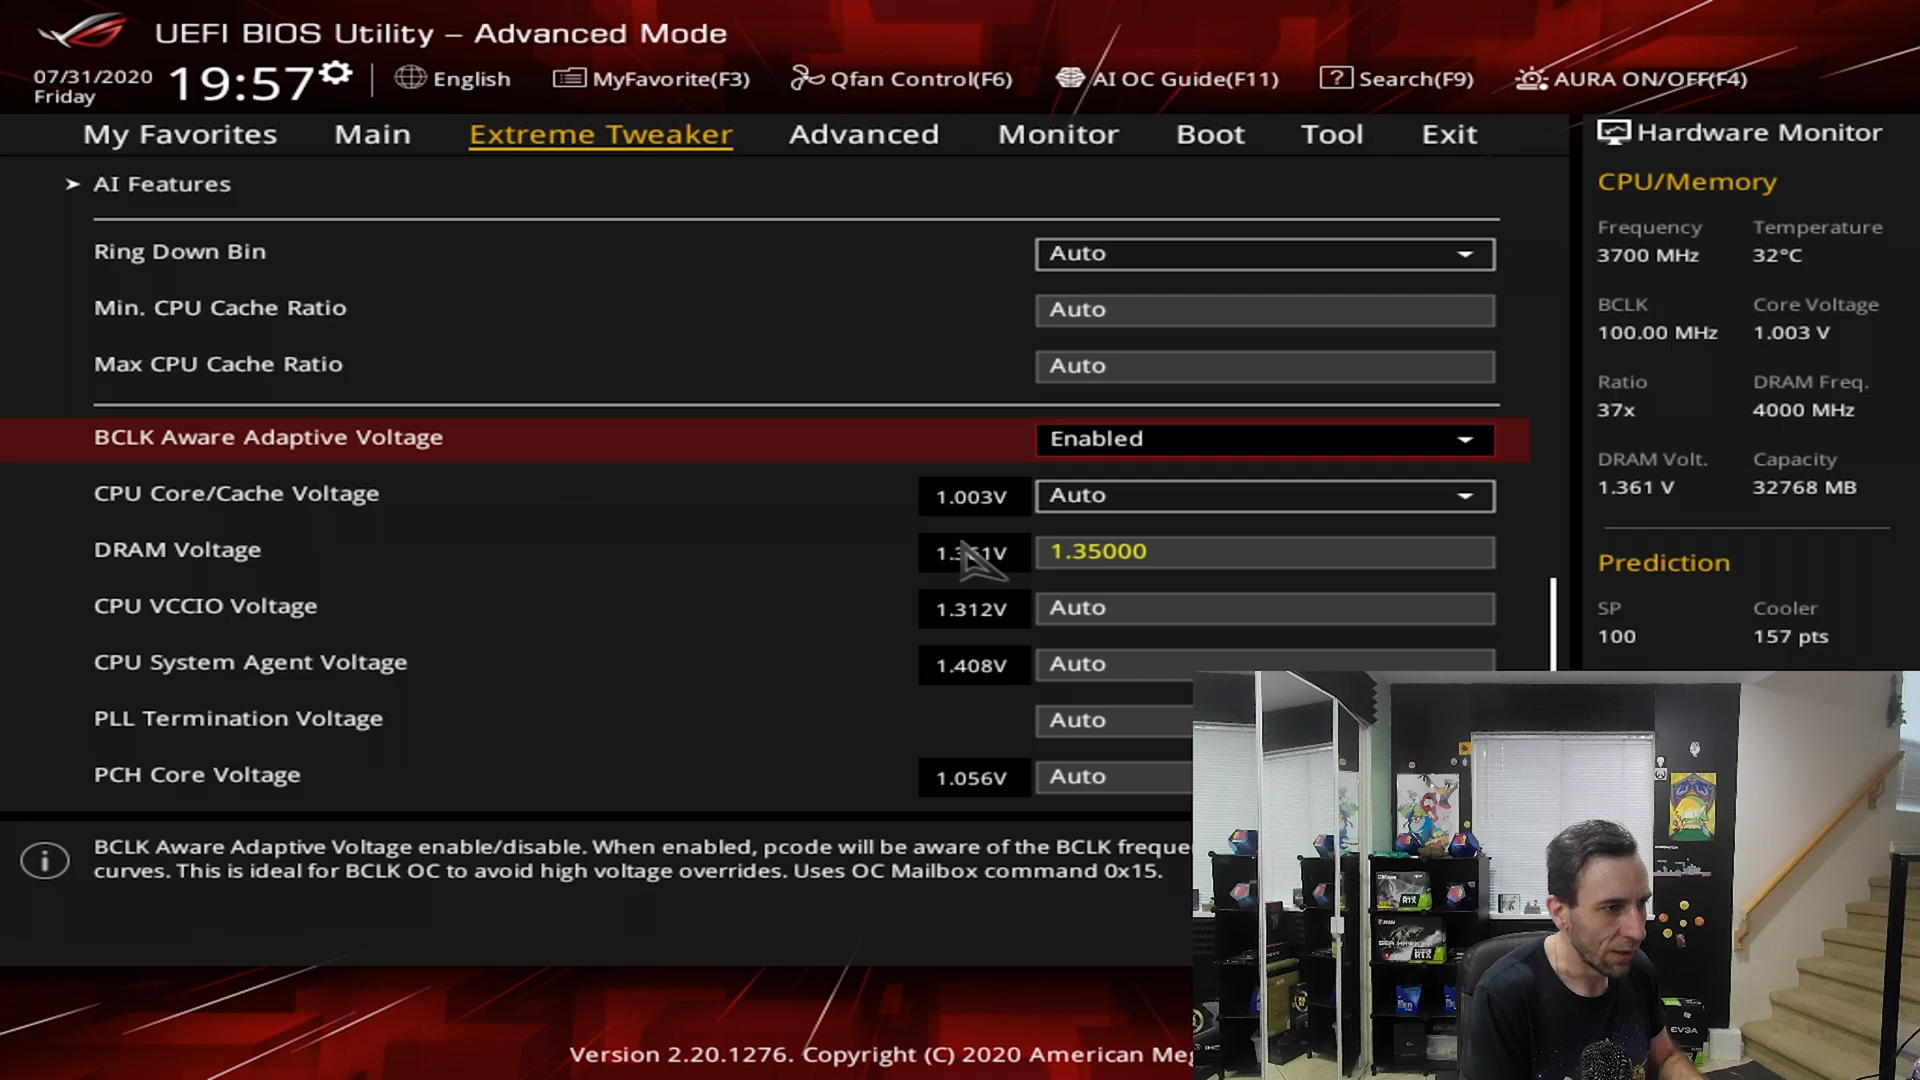 UEFI BIOS Utility – Advanced Mode
07/31/2020
Friday
19:57
English
MyFavorite(F3)
Qfan Control(F6)
AI OC Guide(F11)
Search(F9)
AURA ON/OFF(F4)
My Favorites
Main
Extreme Tweaker
Advanced
Monitor
Boot
Tool
Exit
AI Features
Ring Down Bin
Auto
Min. CPU Cache Ratio
Auto
Max CPU Cache Ratio
Auto
BCLK Aware Adaptive Voltage
Enabled
CPU Core/Cache Voltage
1.003V
Auto
DRAM Voltage
1.35000
CPU VCCIO Voltage
1.312V
Auto
CPU System Agent Voltage
1.408V
Auto
PLL Termination Voltage
Auto
PCH Core Voltage
1.056V
Auto
BCLK Aware Adaptive Voltage enable/disable. When enabled, pcode will be aware of the BCLK
curves. This is ideal for BCLK OC to avoid high voltage overrides. Uses OC Mailbox command 0x15.
Version 2.20.1276. Copyright (C) 2020 American
Hardware Monitor
CPU/Memory
Frequency
Temperature
3700 MHz
32°C
BCLK
Core Voltage
100.00 MHz
1.003 V
Ratio
DRAM Freq.
37x
4000 MHz
DRAM Volt.
Capacity
1.361 V
32768 MB
Prediction
SP
Cooler
100
157 pts
RTX
SEA HAWK
RTX
EVGA